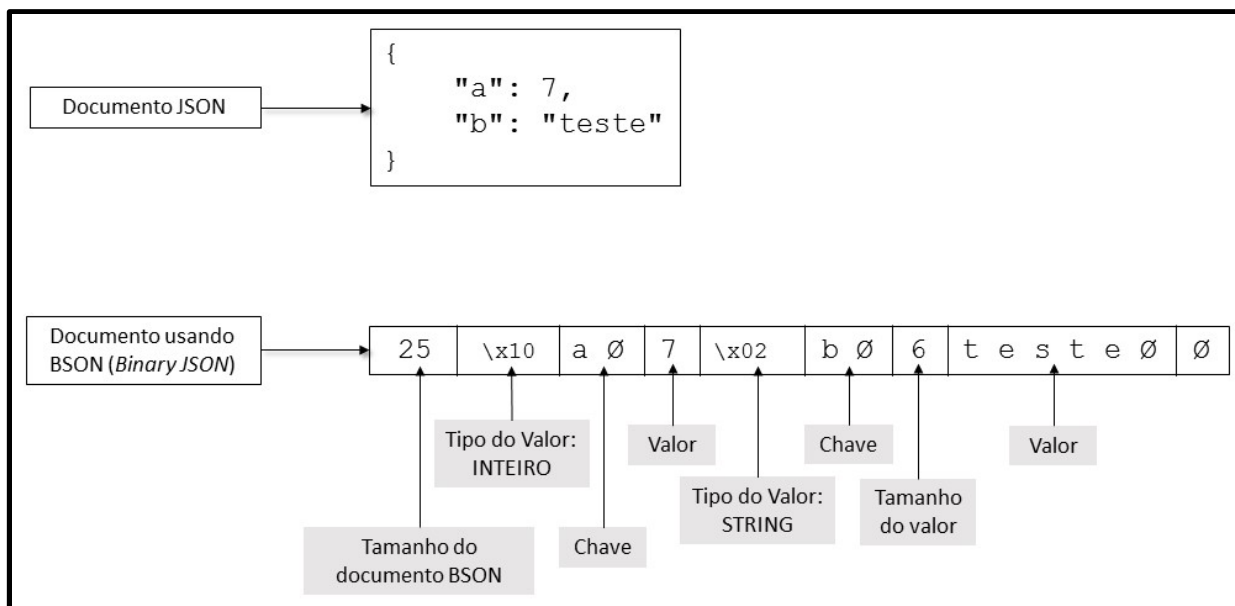 Documento JSON
{
"a": 7,
"b": "teste"
}
Documento usando
BSON (Binary JSON)
25 \x10 a Ø 7 \x02 b Ø 6 t e s t e Ø Ø
Tipo do Valor:
INTEIRO
Valor
Chave
Valor
Tipo do Valor:
STRING
Tamanho
do valor
Tamanho do
documento BSON
Chave